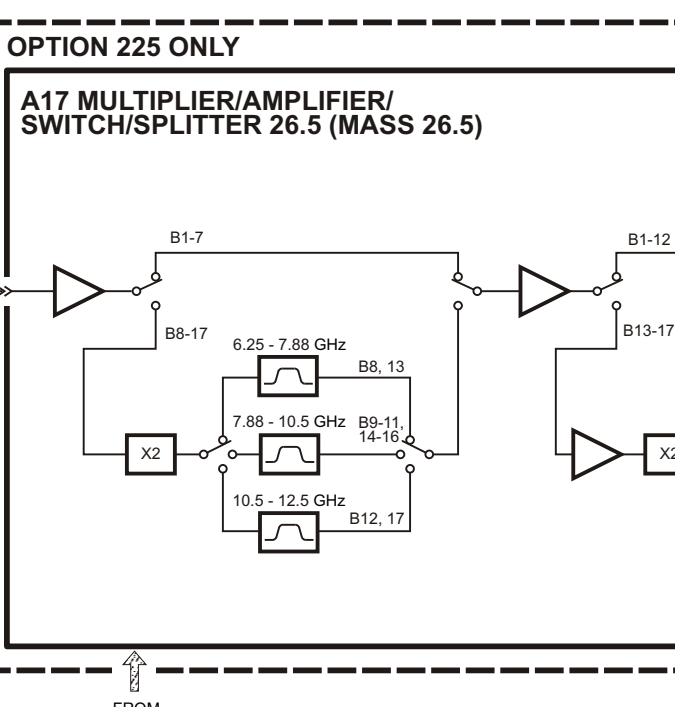 OPTION 225 ONLY
A17 MULTIPLIER/AMPLIFIER/
SWITCH/SPLITTER 26.5 (MASS 26.5)
B1-7
B1-12
B8-17
B13-17
6.25 - 7.88 GHz
B8, 13
7.88 - 10.5 GHz
B9-11,
14-16
X2
X2
10.5 - 12.5 GHz
B12, 17
FROM